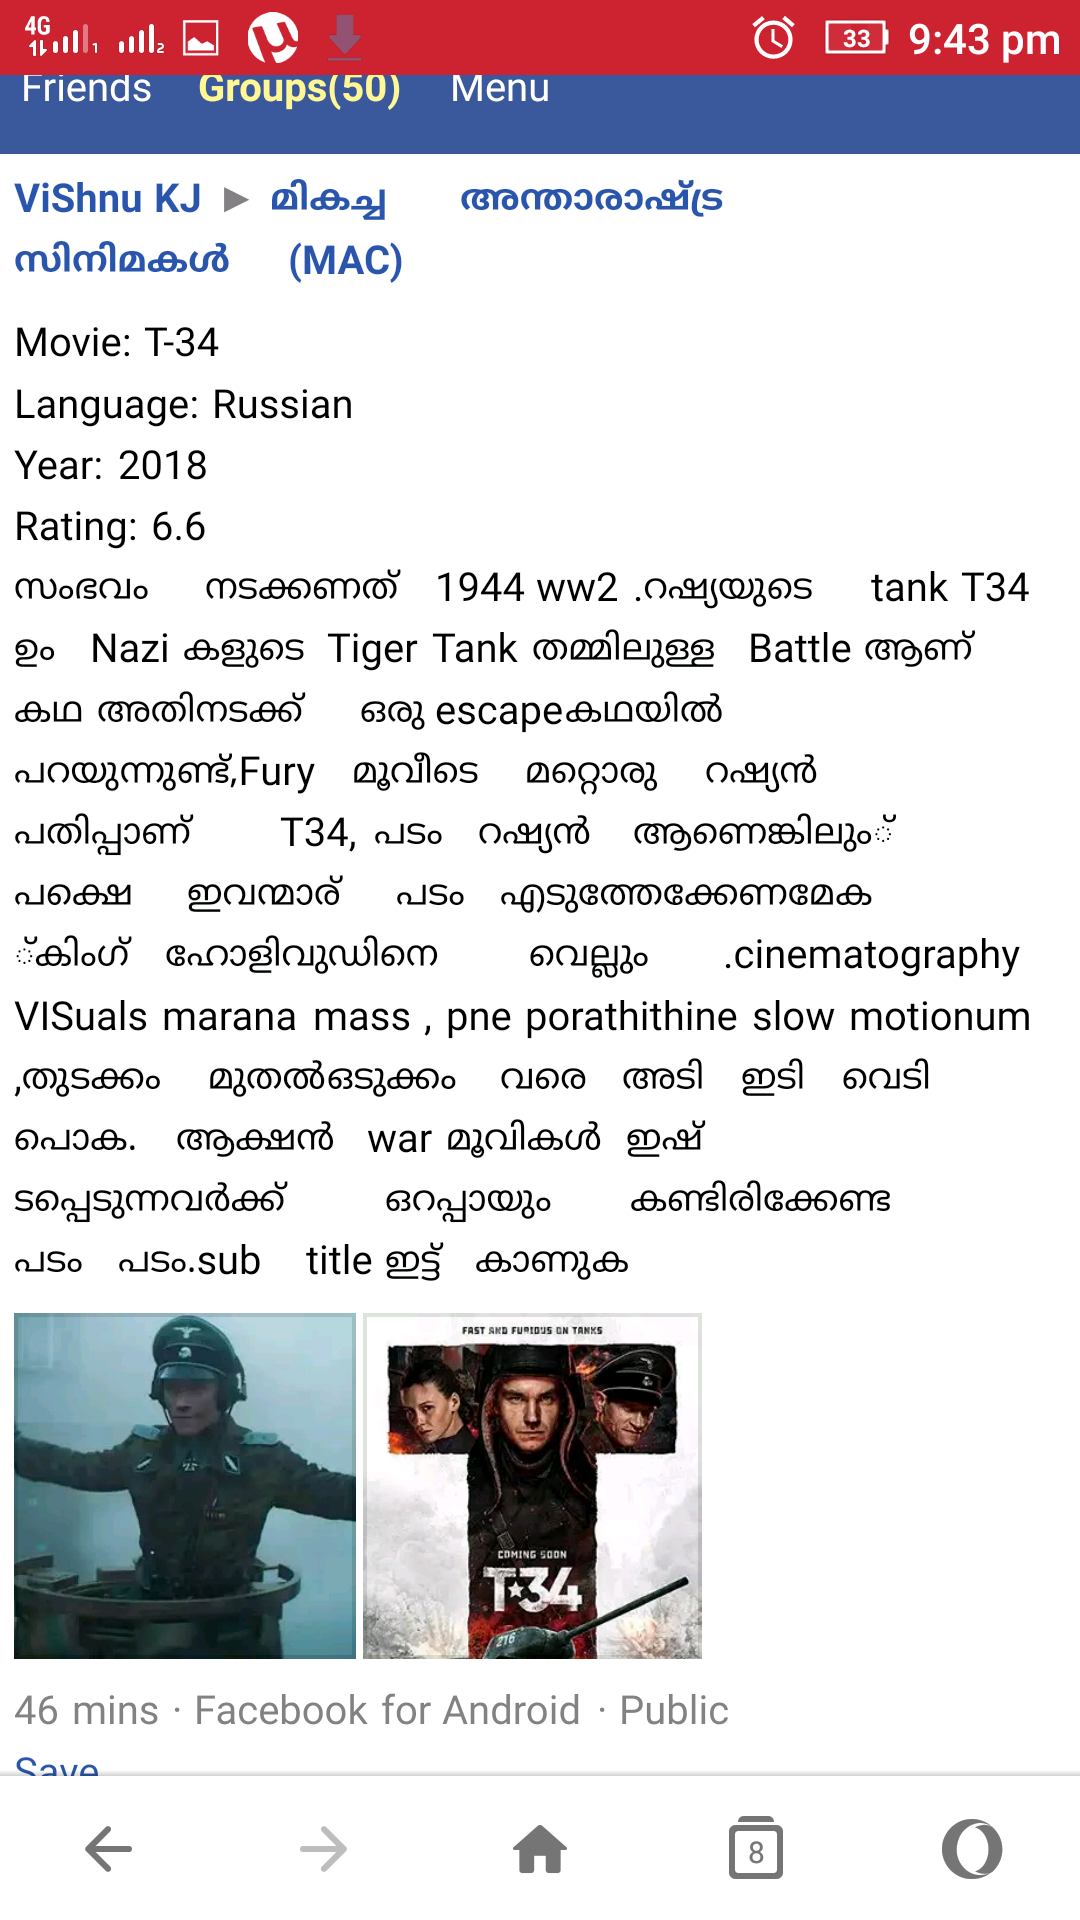 4G
1 2
33 9:43 pm
Friends Groups(50) Menu
ViShnu KJ ▶ മികച്ച അന്താരാഷ്ട്ര
സിനിമകൾ (MAC)
Movie: T-34
Language: Russian
Year: 2018
Rating: 6.6
സംഭവം നടക്കണത് 1944 ww2 .റഷ്യയുടെ tank T34
ഉം Nazi കളുടെ Tiger Tank തമ്മിലുള്ള Battle ആണ്
കഥ അതിനടക്ക് ഒരു escapeകഥയിൽ
പറയുന്നുണ്ട്,Fury മൂവീടെ മറ്റൊരു റഷ്യൻ
പതിപ്പാണ് T34, പടം റഷ്യൻ ആണെങ്കിലും്
പക്ഷെ ഇവന്മാര് പടം എടുത്തേക്കേണമേക
്കിംഗ് ഹോളിവുഡിനെ വെല്ലും .cinematography
VISuals marana mass , pne porathithine slow motionum
,തുടക്കം മുതൽഒടുക്കം വരെ അടി ഇടി വെടി
പൊക. ആക്ഷൻ war മൂവികൾ ഇഷ്
ടപ്പെടുന്നവർക്ക് ഒറപ്പായും കണ്ടിരിക്കേണ്ട
പടം പടം.sub title ഇട്ട് കാണുക
FAST AND FURIOUS ON TANKS
COMING SOON
T★34
216
46 mins · Facebook for Android · Public
Save
8